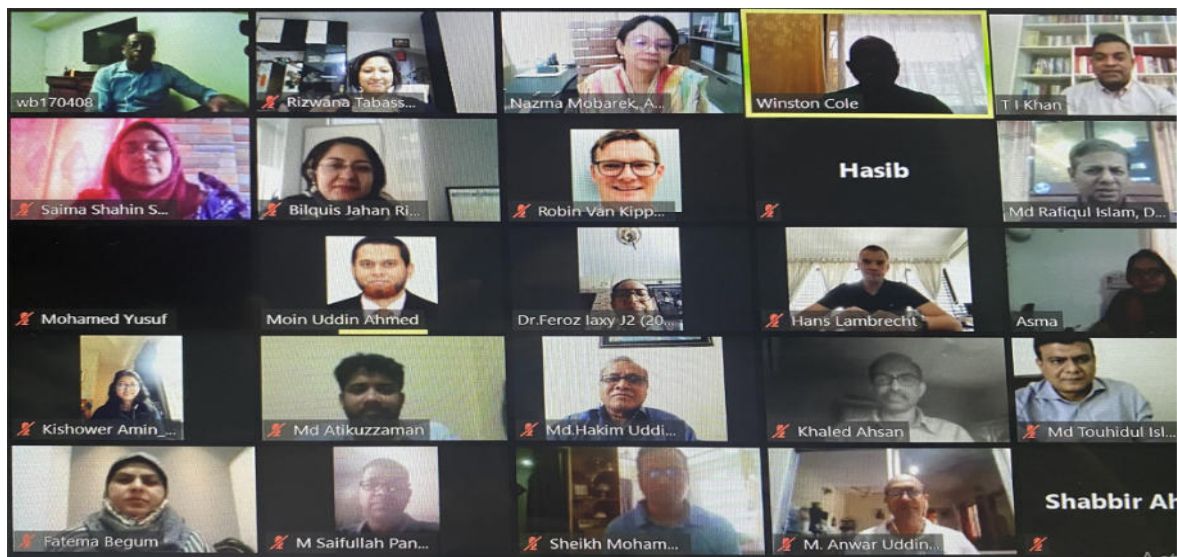 wb170408
Rizwana Tabass...
Nazma Mobarek, A...
Winston Cole
T I Khan
Saima Shahin S...
Bilquis Jahan Ri...
Robin Van Kipp...
Hasib
Md Rafiqul Islam, D...
Mohamed Yusuf
Moin Uddin Ahmed
Dr.Feroz laxy J2 (20...
Hans Lambrecht
Asma
Kishower Amin_...
Md Atikuzzaman
Md.Hakim Uddi...
Khaled Ahsan
Md Touhidul Isl...
Fatema Begum
M Saifullah Pan...
Sheikh Moham...
M. Anwar Uddin...
Shabbir Ah